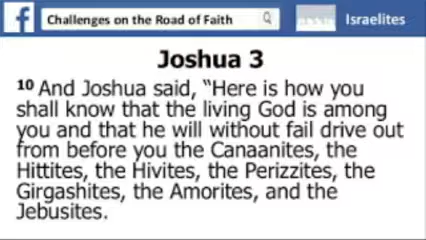 f Challenges on the Road of Faith Israelites
Joshua 3
10 And Joshua said, “Here is how you
shall know that the living God is among
you and that he will without fail drive out
from before you the Canaanites, the
Hittites, the Hivites, the Perizzites, the
Girgashites, the Amorites, and the
Jebusites.